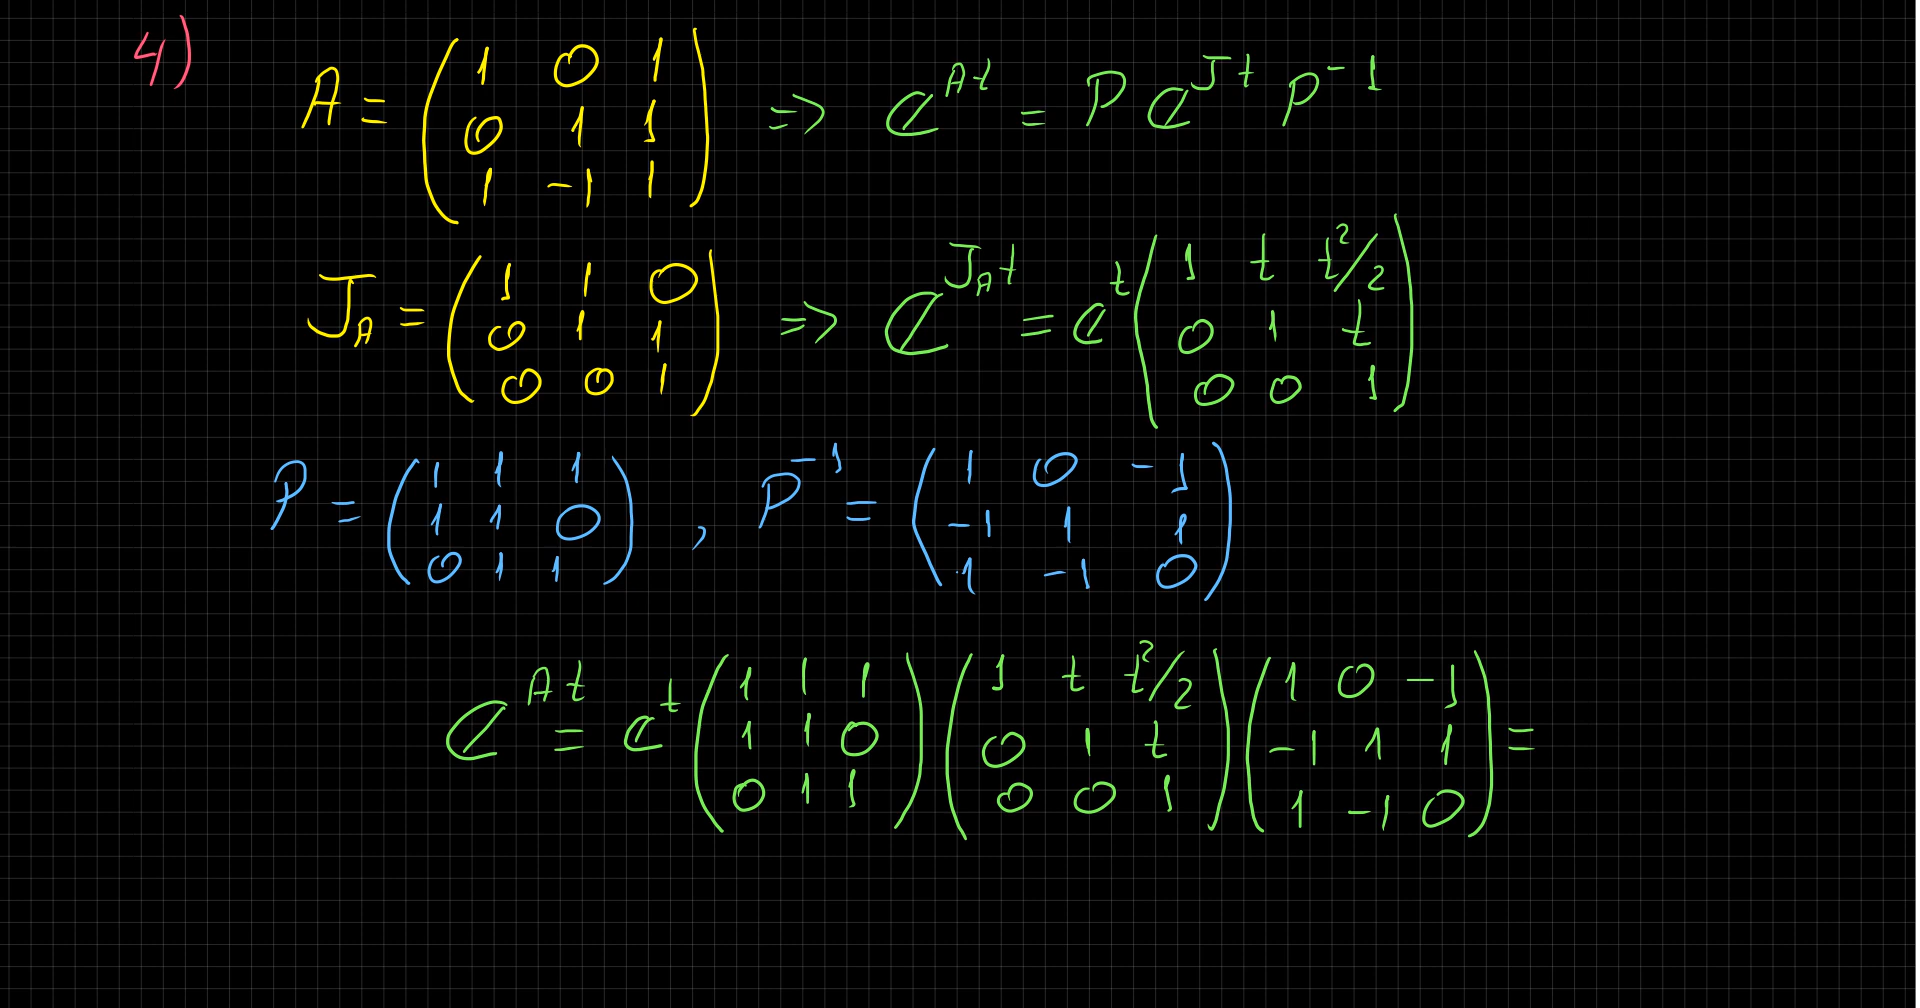 4)
A = ( 1 0 1 ; 0 1 1 ; 1 -1 1 ) => e^{At} = P e^{Jt} P^{-1}
J_A = ( 1 1 0 ; 0 1 1 ; 0 0 1 ) => e^{J_A t} = e^t ( 1 t t²/2 ; 0 1 t ; 0 0 1 )
P = ( 1 1 1 ; 1 1 0 ; 0 1 1 ) , P^{-1} = ( 1 0 -1 ; -1 1 1 ; 1 -1 0 )
e^{At} = e^t ( 1 1 1 ; 1 1 0 ; 0 1 1 ) ( 1 t t²/2 ; 0 1 t ; 0 0 1 ) ( 1 0 -1 ; -1 1 1 ; 1 -1 0 ) =